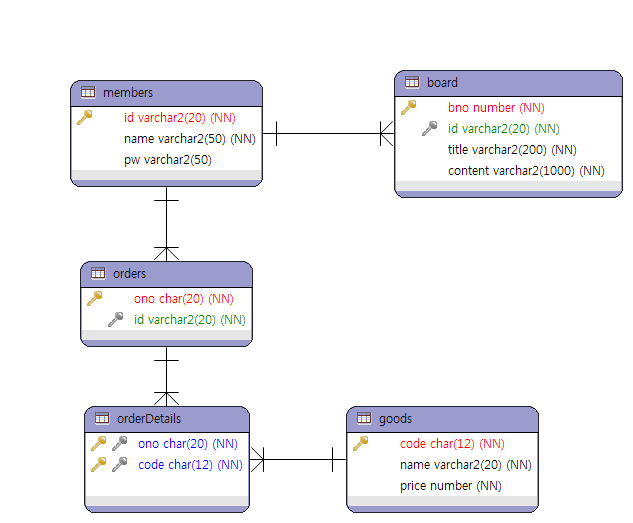 members
id varchar2(20) (NN)
name varchar2(50) (NN)
pw varchar2(50)
board
bno number (NN)
id varchar2(20) (NN)
title varchar2(200) (NN)
content varchar2(1000) (NN)
orders
ono char(20) (NN)
id varchar2(20) (NN)
orderDetails
ono char(20) (NN)
code char(12) (NN)
goods
code char(12) (NN)
name varchar2(20) (NN)
price number (NN)